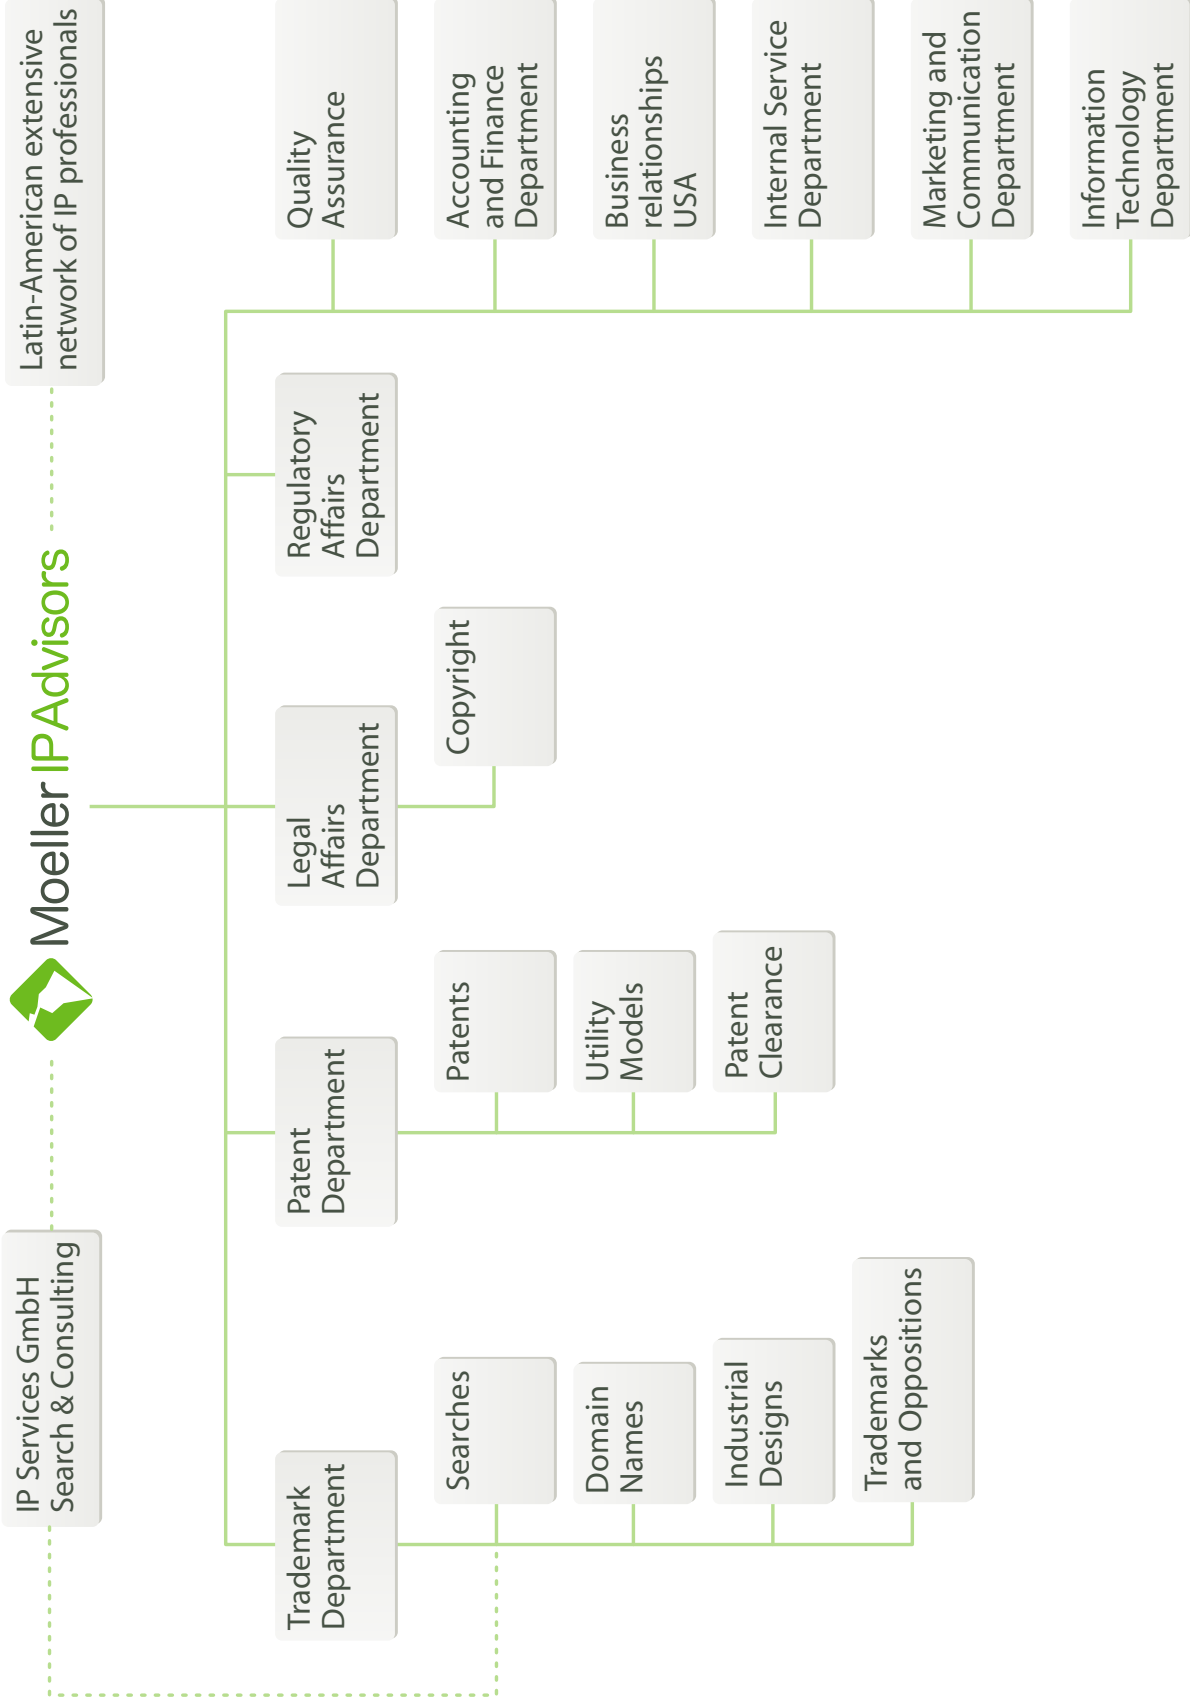 IP Services GmbH
Search & Consulting
Moeller IP Advisors
Latin-American extensive
network of IP professionals
Trademark
Department
Searches
Domain
Names
Industrial
Designs
Trademarks
and Oppositions
Patent
Department
Patents
Utility
Models
Patent
Clearance
Legal
Affairs
Department
Copyright
Regulatory
Affairs
Department
Quality
Assurance
Accounting
and Finance
Department
Business
relationships
USA
Internal Service
Department
Marketing and
Communication
Department
Information
Technology
Department